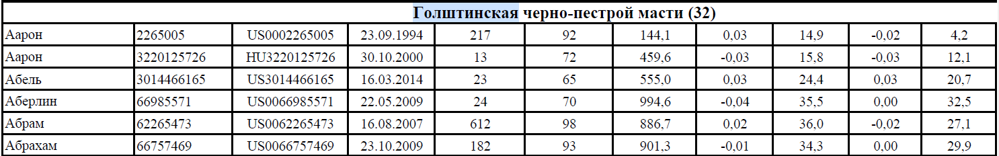 Голштинская черно-пестрой масти (32)
Аарон 2265005 US0002265005 23.09.1994 217 92 144,1 0,03 14,9 -0,02 4,2
Аарон 3220125726 HU3220125726 30.10.2000 13 72 459,6 -0,03 15,8 -0,03 12,1
Абель 3014466165 US3014466165 16.03.2014 23 65 555,0 0,03 24,4 0,03 20,7
Аберлин 66985571 US0066985571 22.05.2009 24 70 994,6 -0,04 35,5 0,00 32,5
Абрам 62265473 US0062265473 16.08.2007 612 98 886,7 0,02 36,0 -0,02 27,1
Абрахам 66757469 US0066757469 23.10.2009 182 93 901,3 -0,01 34,3 0,00 29,9